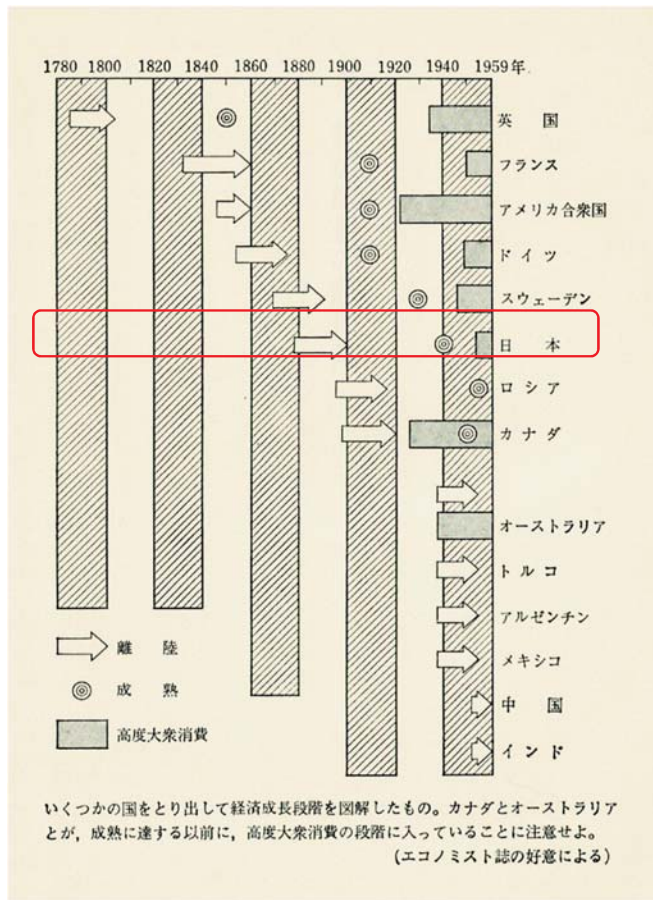 1780 1800 1820 1840 1860 1880 1900 1920 1940 1959年.
英国
フランス
アメリカ合衆国
ドイツ
スウェーデン
日本
ロシア
カナダ
オーストラリア
トルコ
アルゼンチン
メキシコ
中国
インド
離陸
成熟
高度大衆消費
いくつかの国をとり出して経済成長段階を図解したもの。カナダとオーストラリア
とが，成熟に達する以前に，高度大衆消費の段階に入っていることに注意せよ。
(エコノミスト誌の好意による)